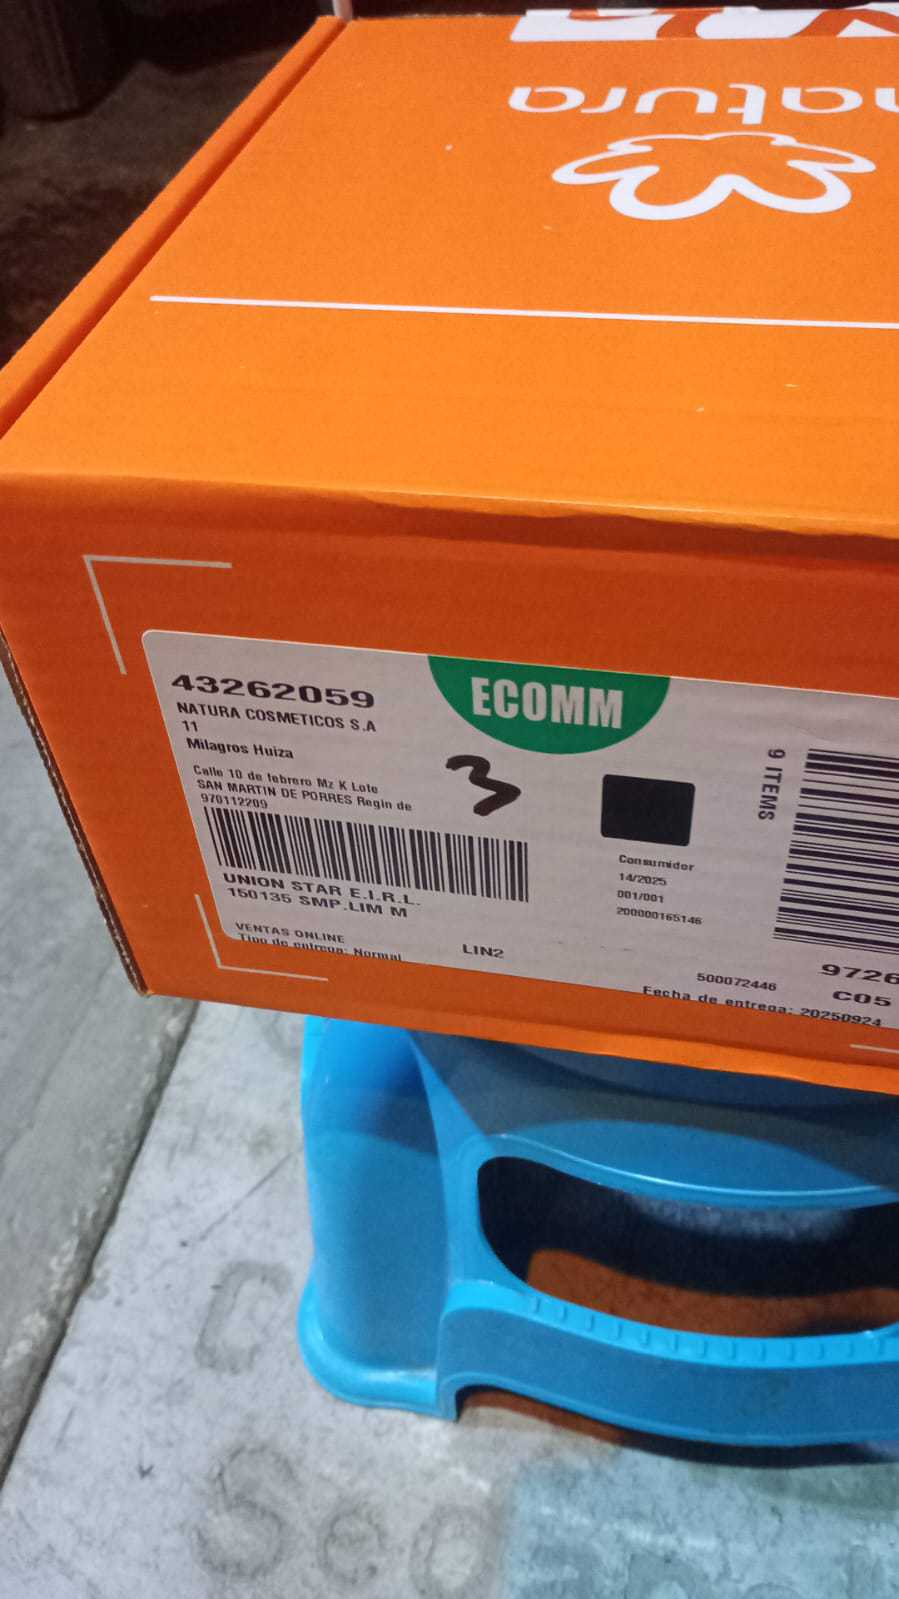 natura
43262059
NATURA COSMETICOS S.A
11
Milagros Huiza
Calle 10 de febrero Mz K Lote
SAN MARTIN DE PORRES Regin de
970112209
UNION STAR E.I.R.L.
150135 SMP.LIM M
VENTAS ONLINE
Tipo de entrega: Normal
LIN2
ECOMM
3
Consumidor
14/2025
001/001
200000165146
9 ITEMS
9726
C05
500072446
Fecha de entrega: 20250924